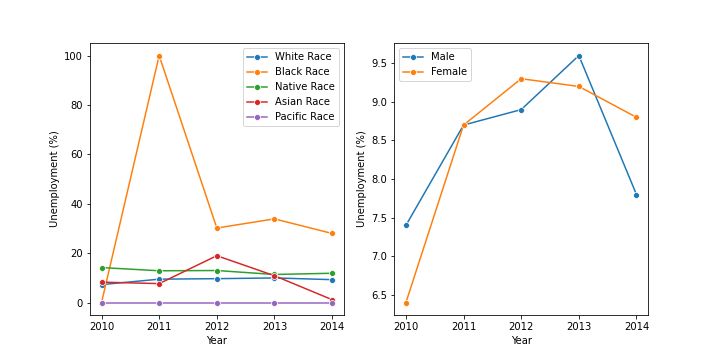 100
80
60
40
20
0
Unemployment (%)
2010 2011 2012 2013 2014
Year
White Race
Black Race
Native Race
Asian Race
Pacific Race
9.5
9.0
8.5
8.0
7.5
7.0
6.5
Unemployment (%)
2010 2011 2012 2013 2014
Year
Male
Female